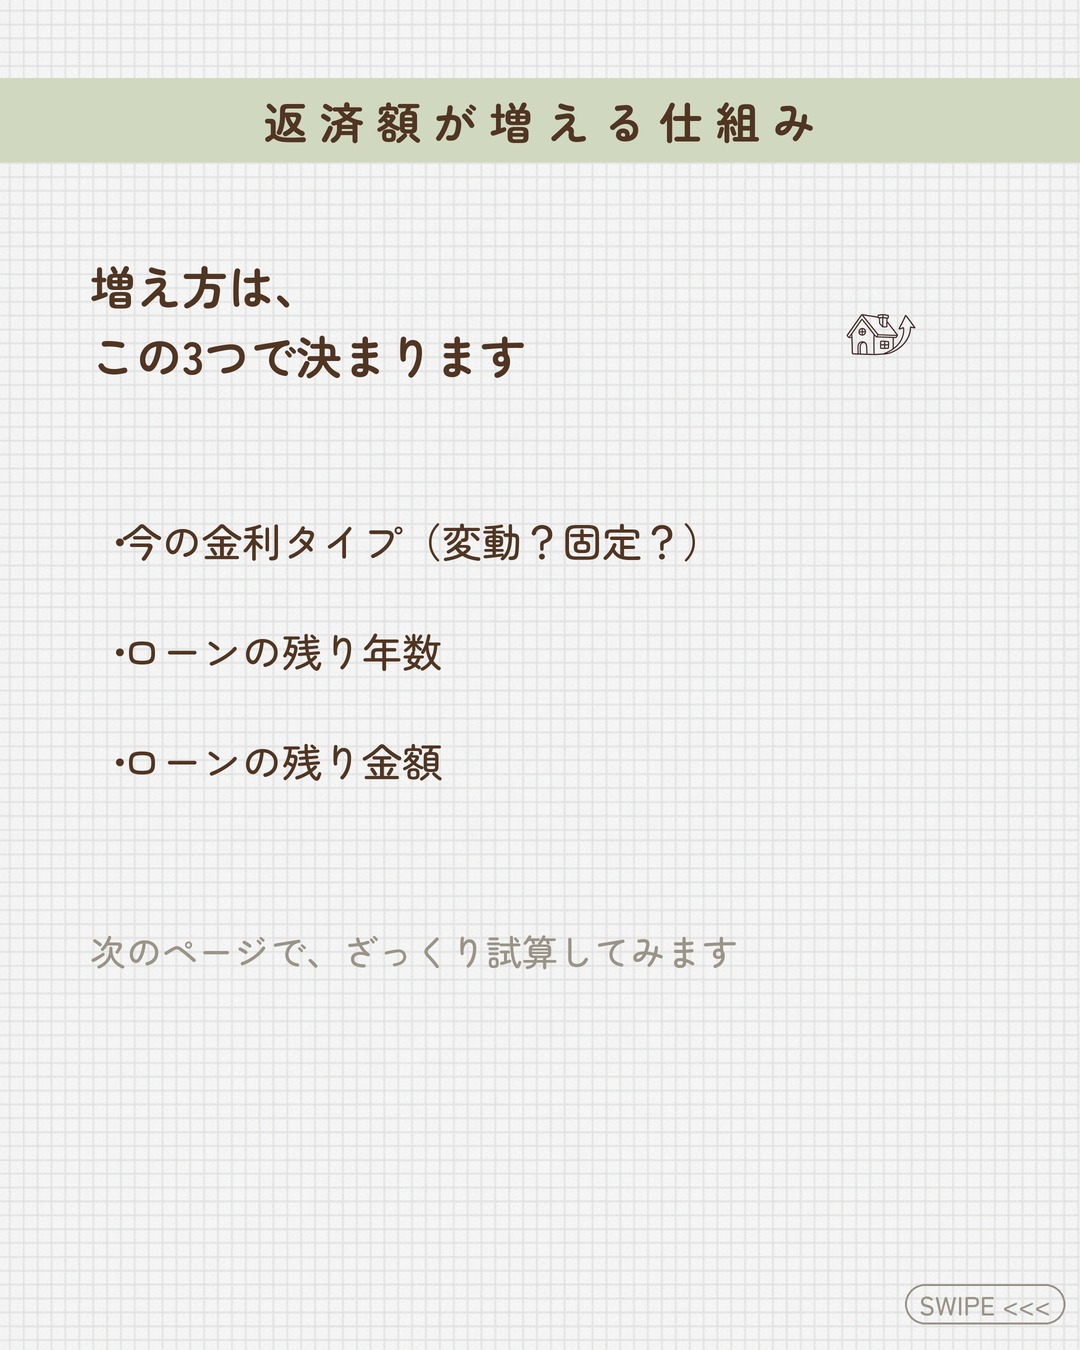 返済額が増える仕組み
増え方は、
この3つで決まります
・今の金利タイプ（変動？固定？）
・ローンの残り年数
・ローンの残り金額
次のページで、ざっくり試算してみます
SWIPE <<<